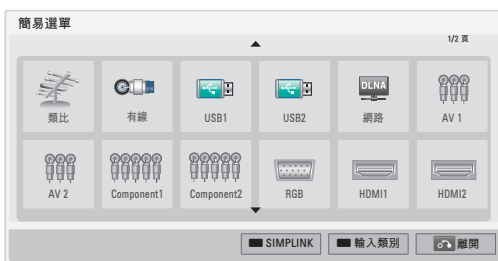 簡易選單
1/2 頁
DLNA
類比 有線 USB1 USB2 網路 AV 1
AV 2 Component1 Component2 RGB HDMI1 HDMI2
SIMPLINK 輸入類別 離開